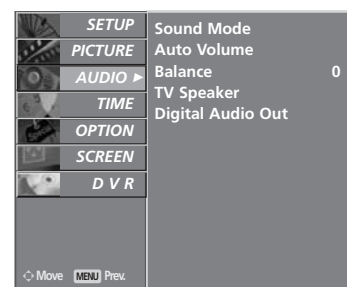 SETUP
PICTURE
AUDIO ►
TIME
OPTION
SCREEN
D V R
Sound Mode
Auto Volume
Balance 0
TV Speaker
Digital Audio Out
Move MENU Prev.